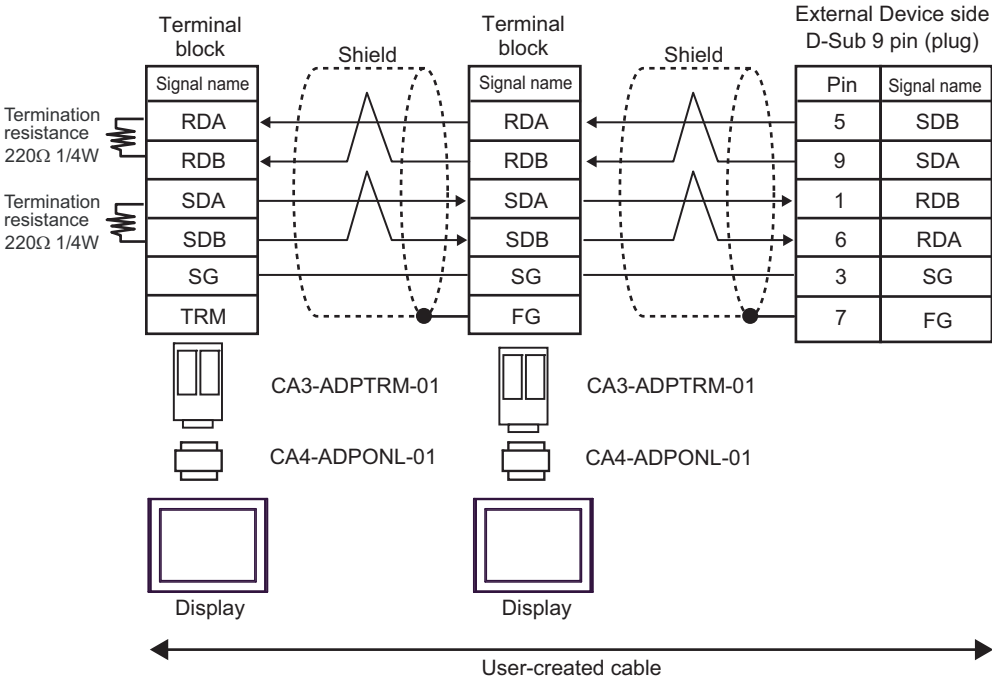 External Device side
D-Sub 9 pin (plug)
Terminal
block
Shield
Terminal
block
Shield
Signal name
Signal name
Pin
Signal name
Termination
resistance
220Ω 1/4W
RDA
RDA
5
SDB
RDB
RDB
9
SDA
Termination
resistance
220Ω 1/4W
SDA
SDA
1
RDB
SDB
SDB
6
RDA
SG
SG
3
SG
TRM
FG
7
FG
CA3-ADPTRM-01
CA3-ADPTRM-01
CA4-ADPONL-01
CA4-ADPONL-01
Display
Display
User-created cable